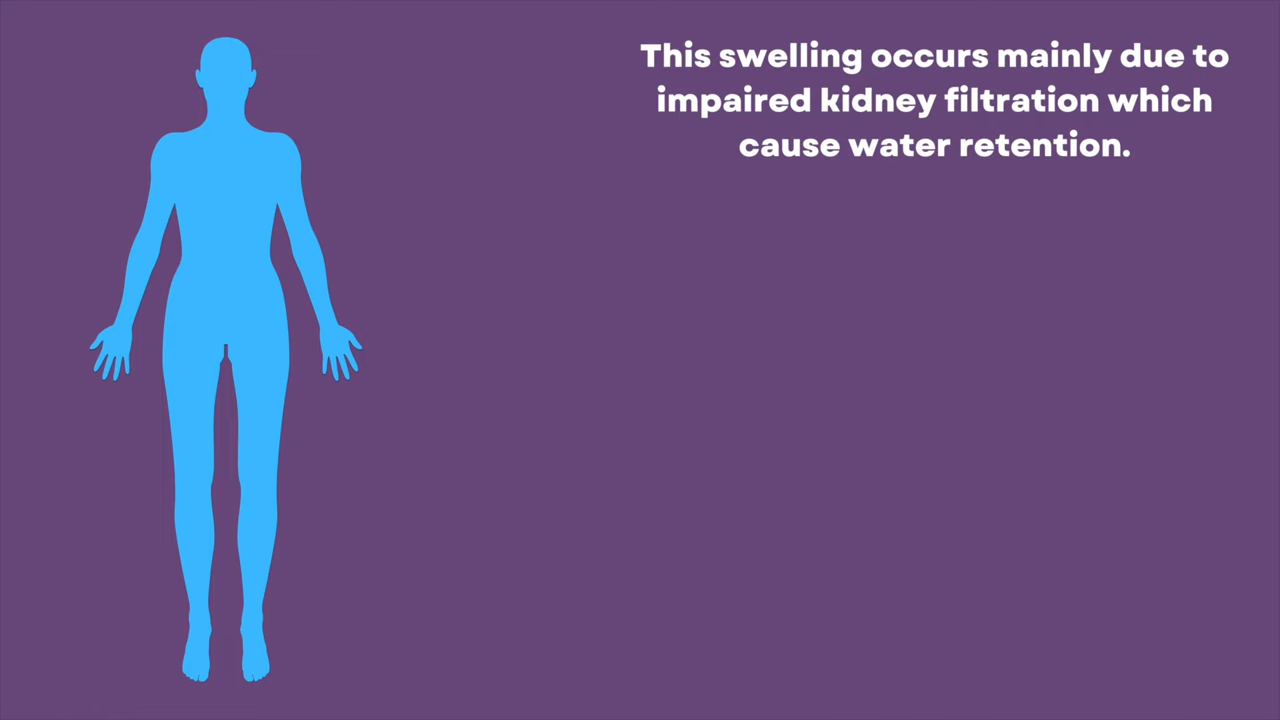 This swelling occurs mainly due to
impaired kidney filtration which
cause water retention.